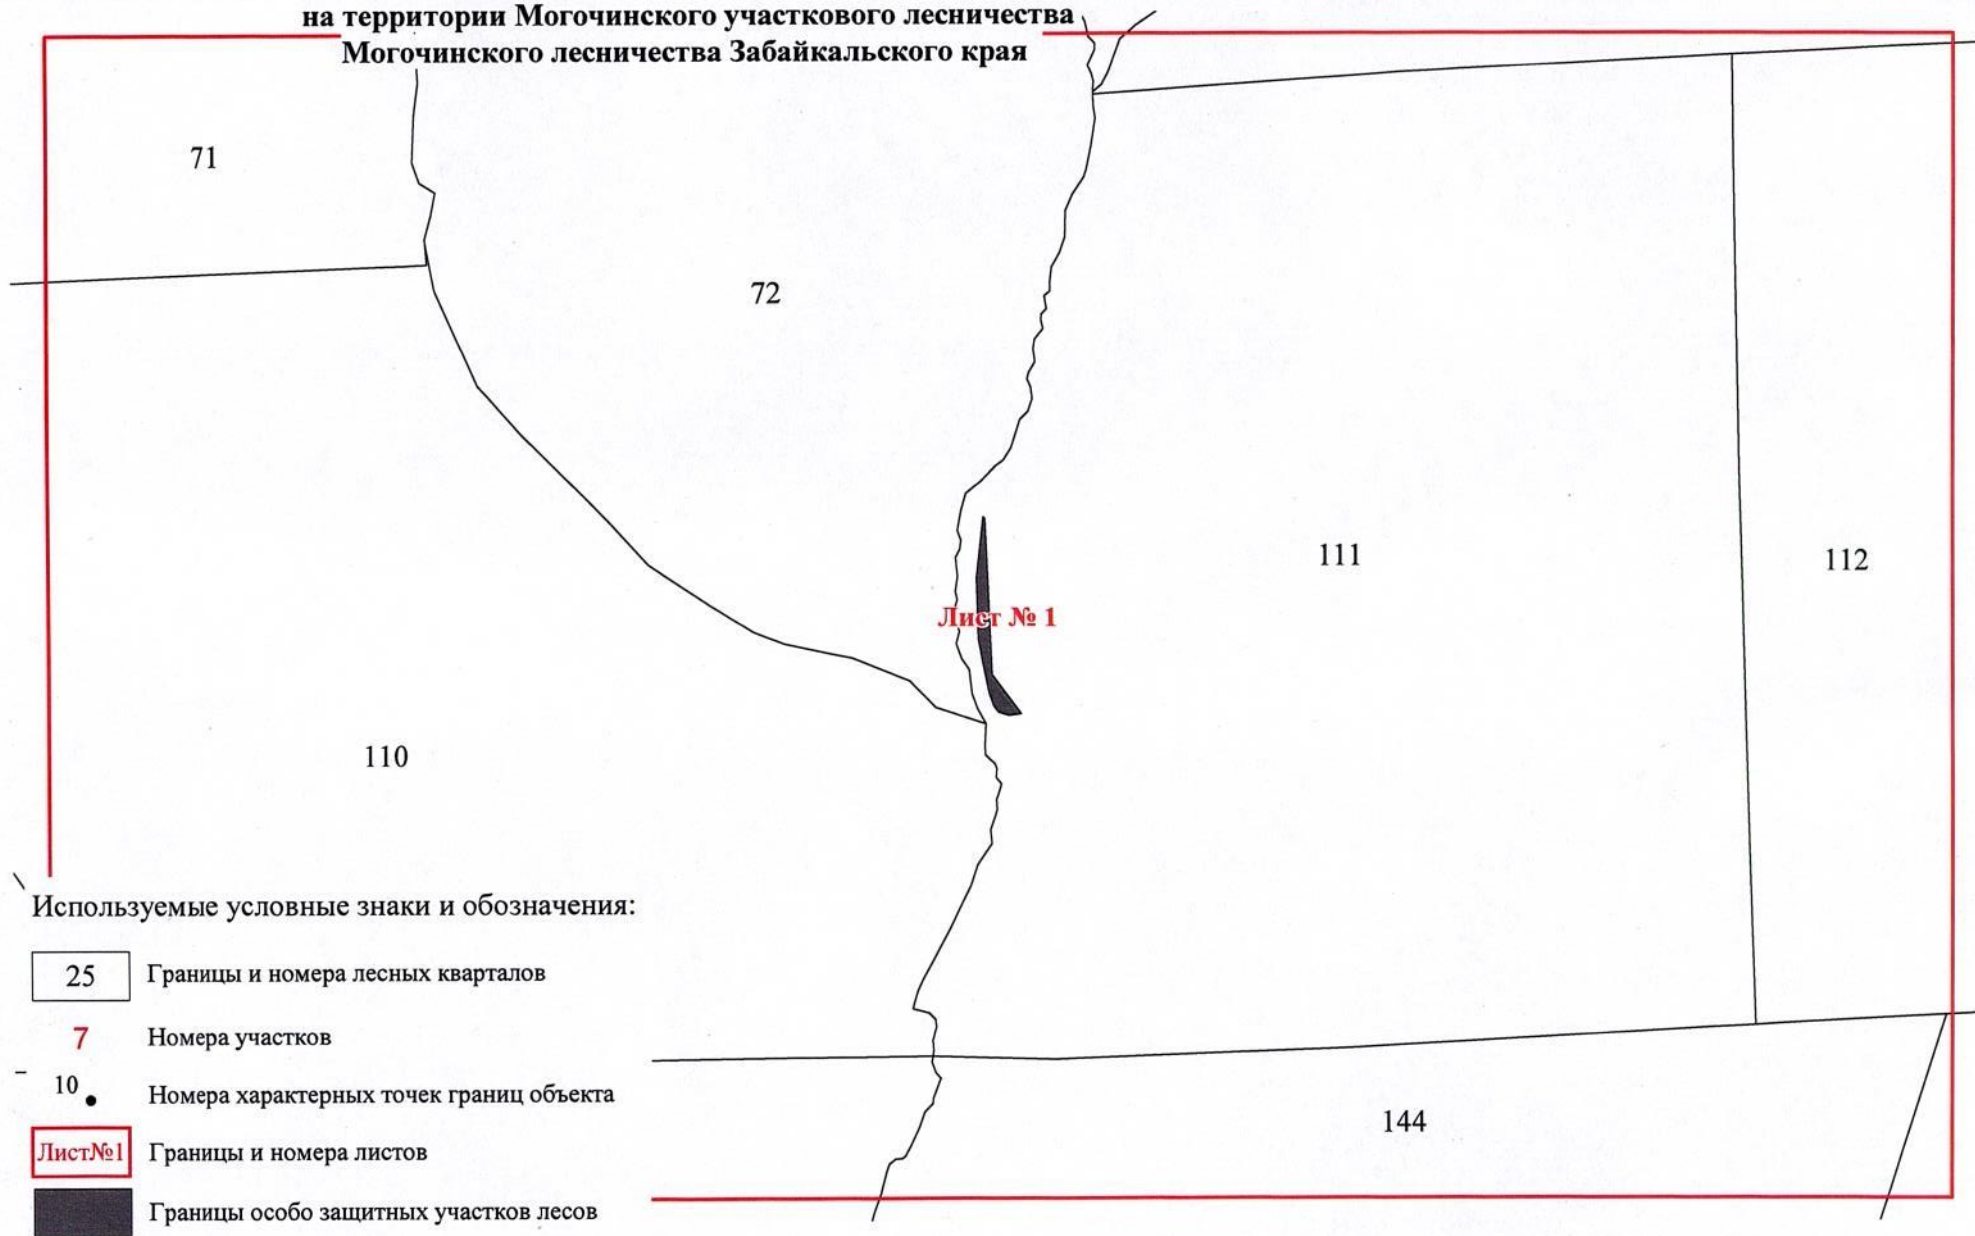 на территории Могочинского участкового лесничества
Могочинского лесничества Забайкальского края
71
72
111
112
Лист № 1
110
Используемые условные знаки и обозначения:
25 Границы и номера лесных кварталов
7 Номера участков
10 Номера характерных точек границ объекта
144
Лист№1 Границы и номера листов
Границы особо защитных участков лесов